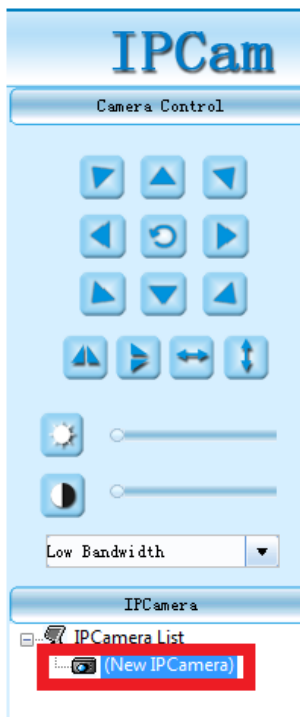 IPCam
Camera Control
Low Bandwidth
IPCamera
IPCamera List
(New IPCamera)